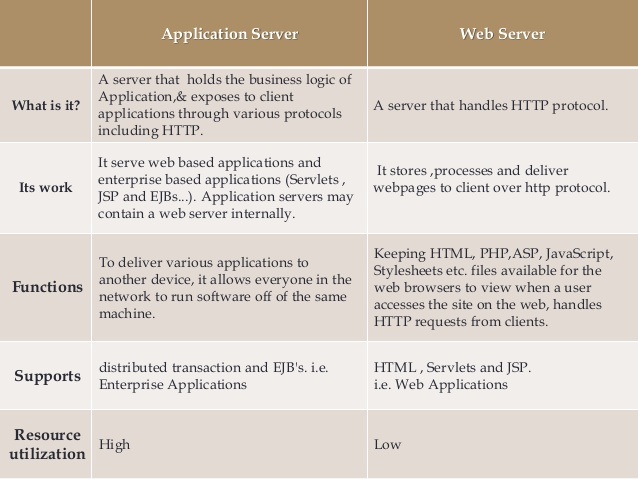 Application Server
Web Server
What is it?
A server that  holds the business logic of
Application,& exposes to client
applications through various protocols
including HTTP.
A server that handles HTTP protocol.
Its work
It serve web based applications and
enterprise based applications (Servlets ,
JSP and EJBs...). Application servers may
contain a web server internally.
It stores ,processes and deliver
webpages to client over http protocol.
Functions
To deliver various applications to
another device, it allows everyone in the
network to run software off of the same
machine.
Keeping HTML, PHP,ASP, JavaScript,
Stylesheets etc. files available for the
web browsers to view when a user
accesses the site on the web, handles
HTTP requests from clients.
Supports
distributed transaction and EJB's. i.e.
Enterprise Applications
HTML , Servlets and JSP.
i.e. Web Applications
Resource
utilization
High
Low